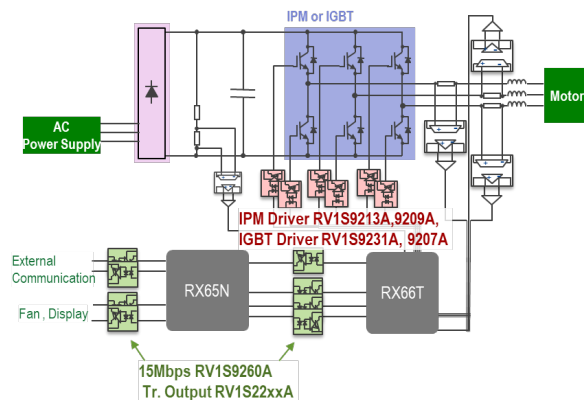 IPM or IGBT
Motor
AC
Power Supply
IPM Driver RV1S9213A,9209A,
IGBT Driver RV1S9231A, 9207A
External
Communication
RX65N
RX66T
Fan , Display
15Mbps RV1S9260A
Tr. Output RV1S22xxA